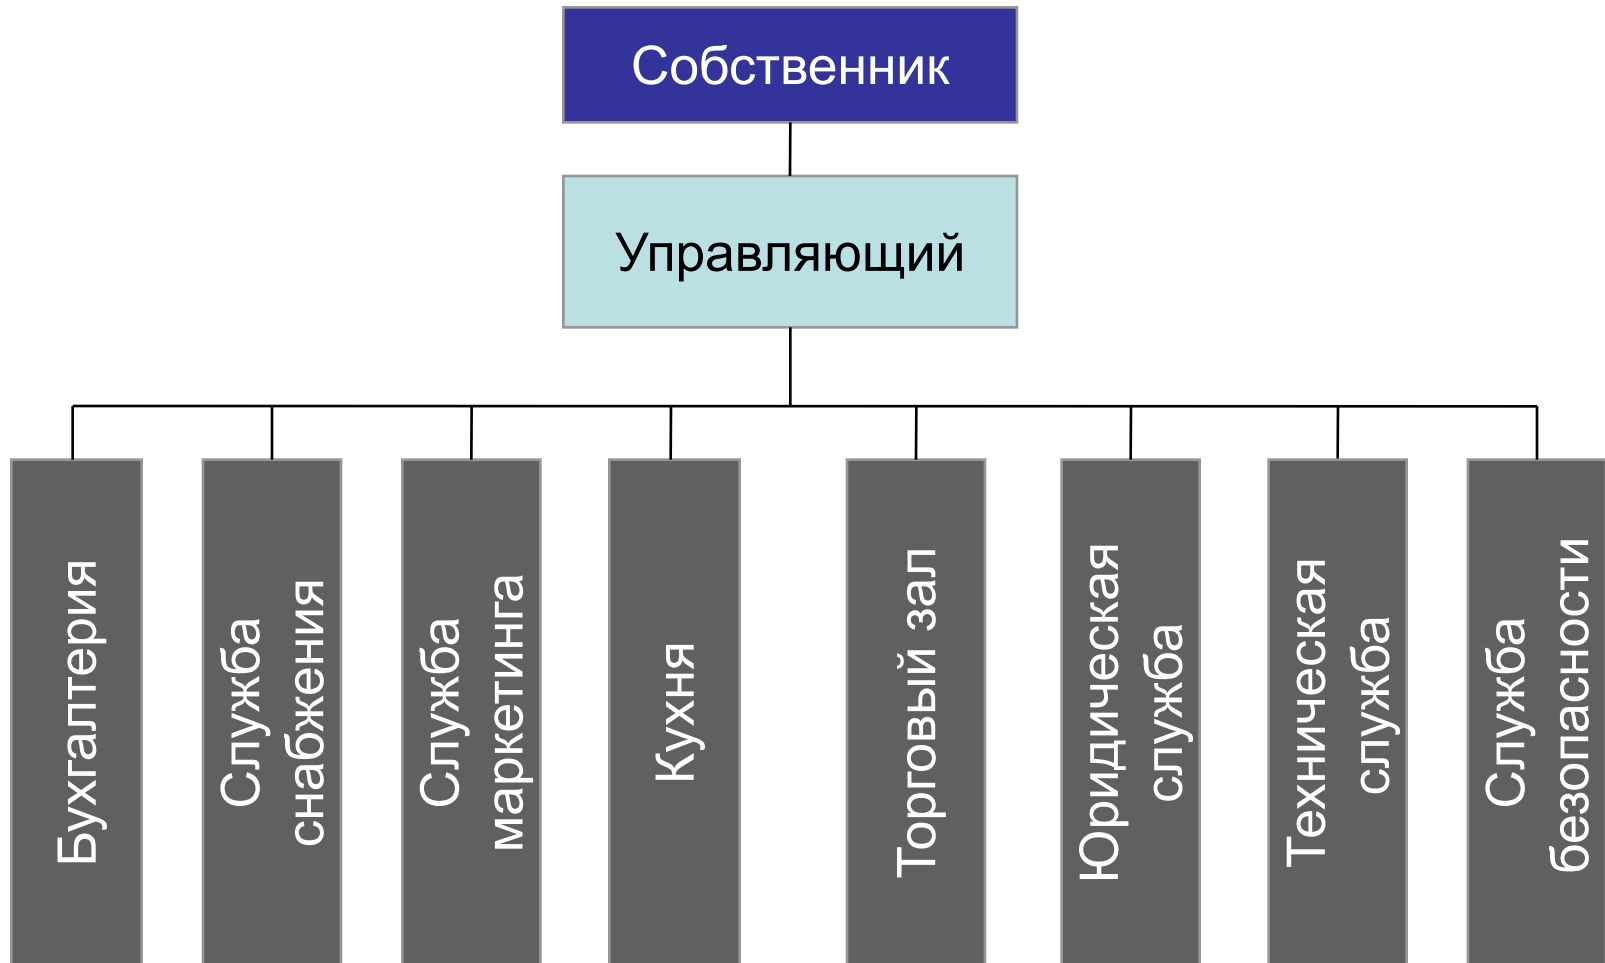 Собственник
Управляющий
Бухгалтерия
Служба
снабжения
Служба
маркетинга
Кухня
Торговый зал
Юридическая
служба
Техническая
служба
Служба
безопасности